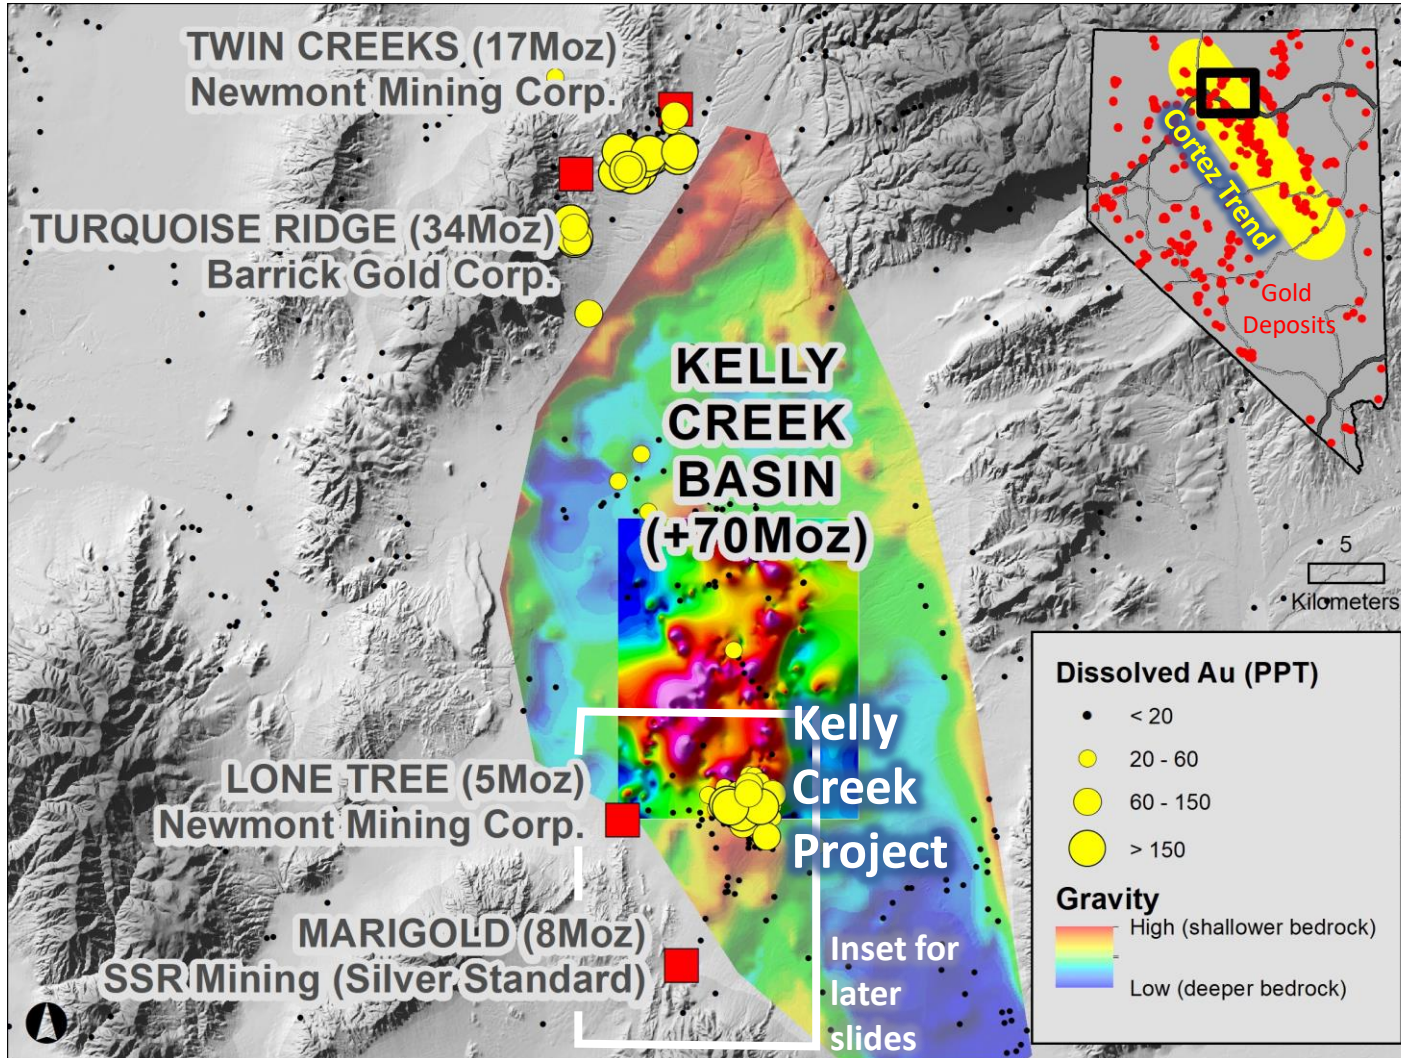 TWIN CREEKS (17Moz)
Newmont Mining Corp.
TURQUOISE RIDGE (34Moz)
Barrick Gold Corp.
KELLY
CREEK
BASIN
(+70Moz)
Cortez Trend
Gold
Deposits
5
Kilometers
LONE TREE (5Moz)
Newmont Mining Corp.
Kelly
Creek
Project
MARIGOLD (8Moz)
SSR Mining (Silver Standard)
Inset for
later
slides
Dissolved Au (PPT)
< 20
20 - 60
60 - 150
> 150
Gravity
High (shallower bedrock)
Low (deeper bedrock)